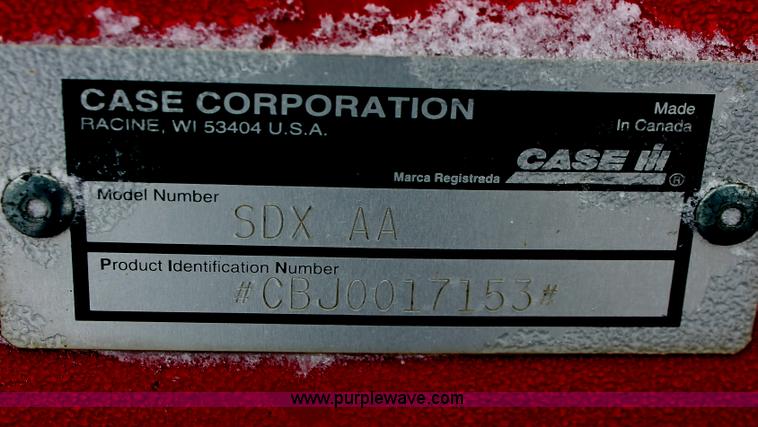 CASE CORPORATION
RACINE, WI 53404 U.S.A.
Made
In Canada
CASE IH
Marca Registrada ®
Model Number
SDX AA
Product Identification Number
#CBJ0017153#
www.purplewave.com